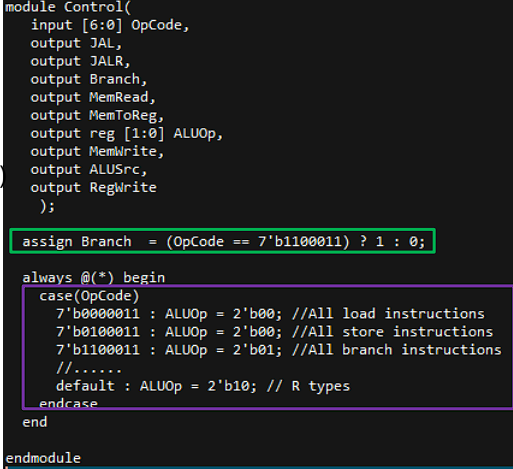 module Control(
input [6:0] OpCode,
output JAL,
output JALR,
output Branch,
output MemRead,
output MemToReg,
output reg [1:0] ALUOp,
output MemWrite,
)
output ALUSrc,
output RegWrite
);
assign Branch  = (OpCode == 7'b1100011) ? 1 : 0;
always @(*) begin
case(OpCode)
7'b0000011 : ALUOp = 2'b00; //All load instructions
7'b0100011 : ALUOp = 2'b00; //All store instructions
7'b1100011 : ALUOp = 2'b01; //All branch instructions
//......
default : ALUOp = 2'b10; // R types
endcase
end
endmodule